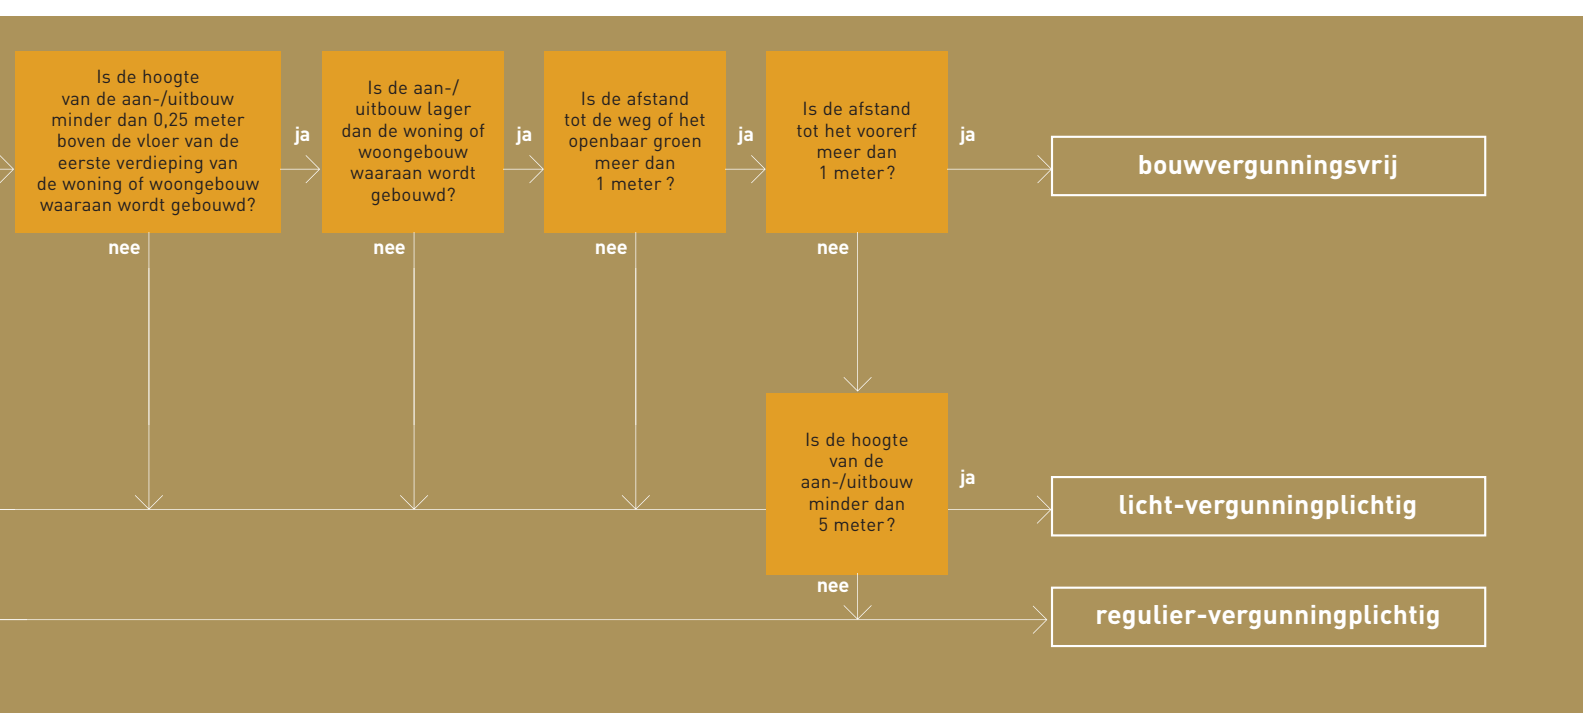 Is de hoogte
van de aan-/uitbouw
minder dan 0,25 meter
boven de vloer van de
eerste verdieping van
de woning of woongebouw
waaraan wordt gebouwd?
ja
nee
Is de aan-/
uitbouw lager
dan de woning of
woongebouw
waaraan wordt
gebouwd?
ja
nee
Is de afstand
tot de weg of het
openbaar groen
meer dan
1 meter?
ja
nee
Is de afstand
tot het voorerf
meer dan
1 meter?
ja
nee
bouwvergunningsvrij
Is de hoogte
van de
aan-/uitbouw
minder dan
5 meter?
ja
nee
licht-vergunningplichtig
regulier-vergunningplichtig